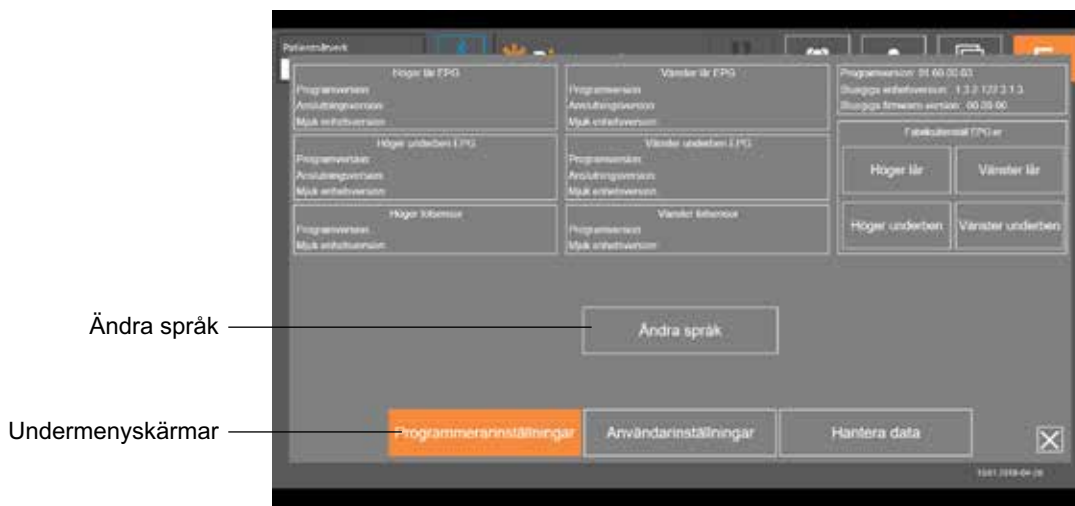 Patientnätverk
Höger lår EPG
Programversion
Anslutningsversion
Mjuk enhetsversion
Vänster lår EPG
Programversion
Anslutningsversion
Mjuk enhetsversion
Höger underben EPG
Programversion
Anslutningsversion
Mjuk enhetsversion
Vänster underben EPG
Programversion
Anslutningsversion
Mjuk enhetsversion
Höger fotsensor
Programversion
Mjuk enhetsversion
Vänster fotsensor
Programversion
Mjuk enhetsversion
Programversion
Höger lår
Vänster lår
Höger underben
Vänster underben
Ändra språk
Ändra språk
Undermenyskärmar
Programmerarinställningar
Användarinställningar
Hantera data